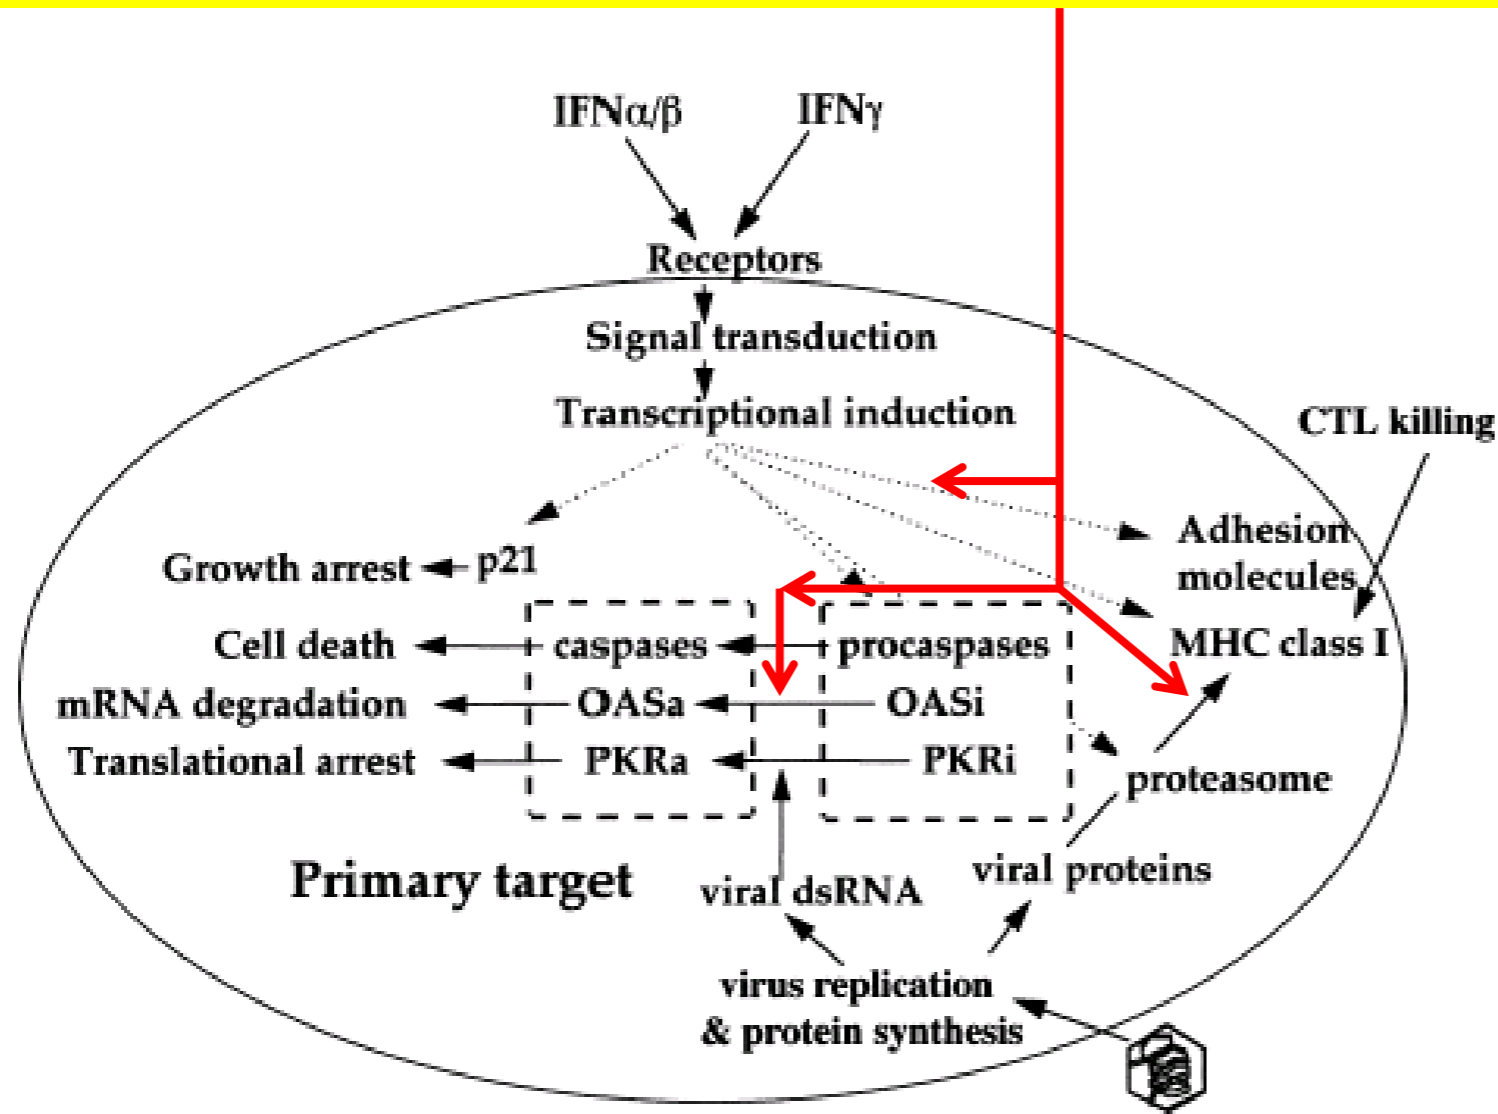 IFNα/β
IFNγ
Receptors
Signal transduction
Transcriptional induction
CTL killing
Adhesion
molecules
Growth arrest
p21
MHC class I
Cell death
caspases
procaspases
mRNA degradation
OASa
OASi
Translational arrest
PKRa
PKRi
proteasome
Primary target
viral dsRNA
viral proteins
virus replication
& protein synthesis